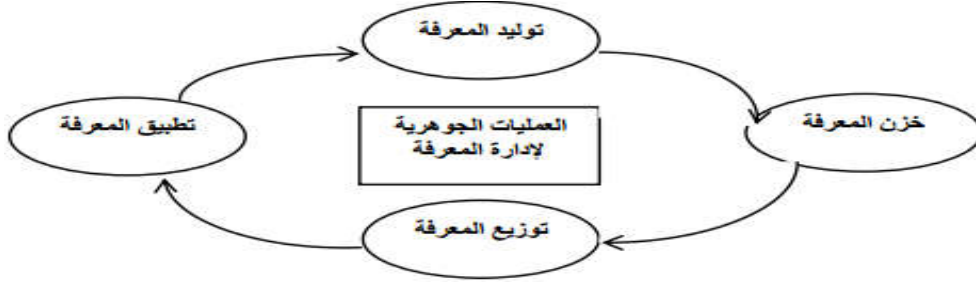 توليد المعرفة
خزن المعرفة
العمليات الجوهرية
لإدارة المعرفة
تطبيق المعرفة
توزيع المعرفة